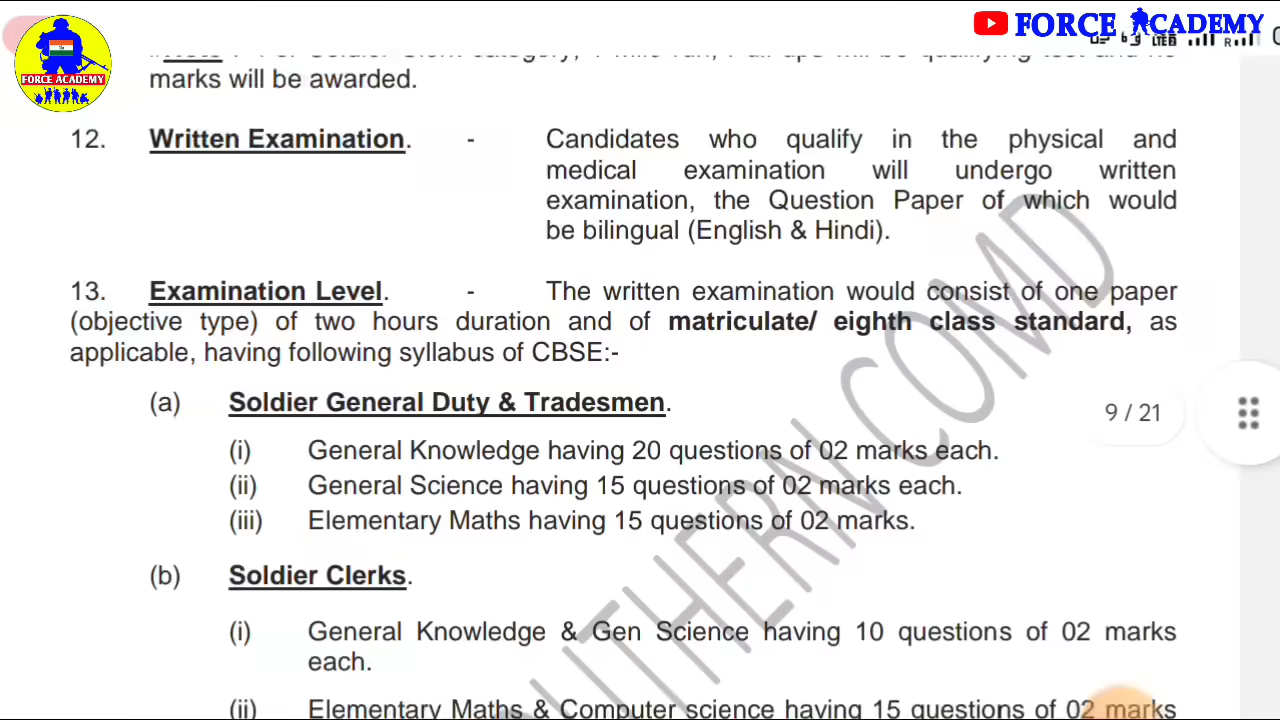 FORCE ACADEMY
FORCE ACADEMY
marks will be awarded.
12. Written Examination. - Candidates who qualify in the physical and
medical examination will undergo written
examination, the Question Paper of which would
be bilingual (English & Hindi).
13. Examination Level. - The written examination would consist of one paper
(objective type) of two hours duration and of matriculate/ eighth class standard, as
applicable, having following syllabus of CBSE:-
(a) Soldier General Duty & Tradesmen.
9 / 21
(i) General Knowledge having 20 questions of 02 marks each.
(ii) General Science having 15 questions of 02 marks each.
(iii) Elementary Maths having 15 questions of 02 marks.
(b) Soldier Clerks.
(i) General Knowledge & Gen Science having 10 questions of 02 marks
each.
(ii) Elementary Maths & Computer science having 15 questions of 02 marks
UTHERN COMD